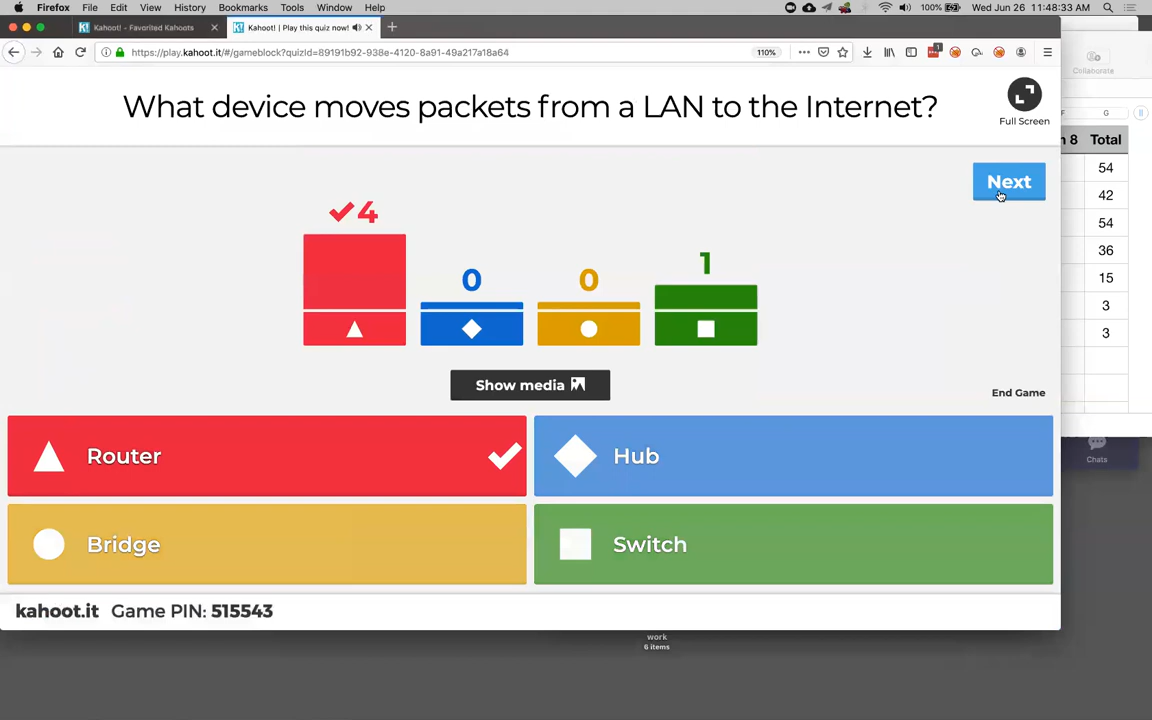 Firefox File Edit View History Bookmarks Tools Window Help 100% Wed Jun 26 11:48:33 AM
Kahoot! - Favorited Kahoots
Kahoot! | Play this quiz now!
https://play.kahoot.it/#/gameblock?quizId=89191b92-938e-4120-8a91-49a217a18a64
110%
1
Collaborate
What device moves packets from a LAN to the Internet?
Full Screen
G
8 Total
54
42
54
36
15
3
3
Next
4
0
0
1
Show media
End Game
Router
Hub
Bridge
Switch
Chats
kahoot.it Game PIN: 515543
work
6 items